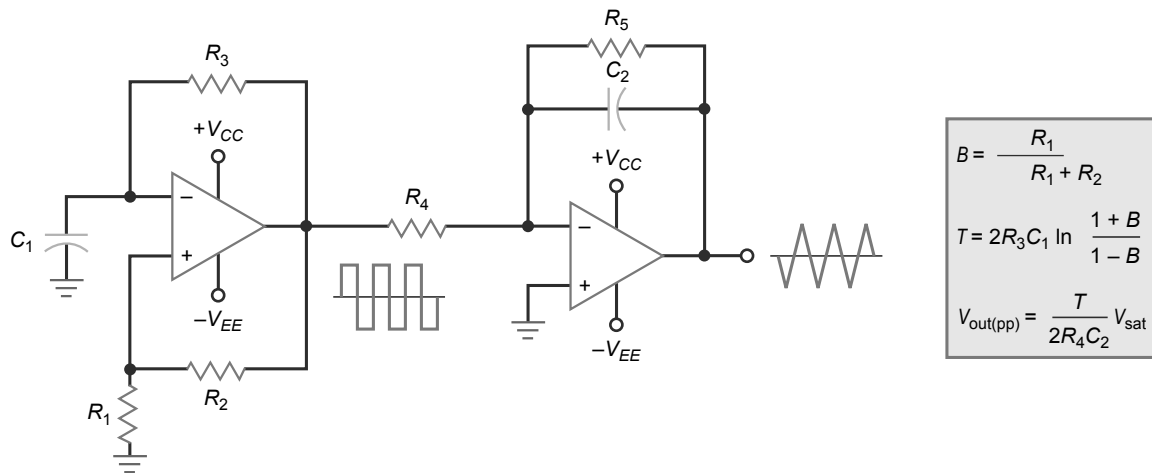 R5
C2
R3
+VCC
+VCC
–
R4
–
C1
+
+
–VEE
–VEE
R2
R1
B = R1 / R1 + R2
T = 2R3C1 ln 1 + B / 1 – B
Vout(pp) = T / 2R4C2 Vsat